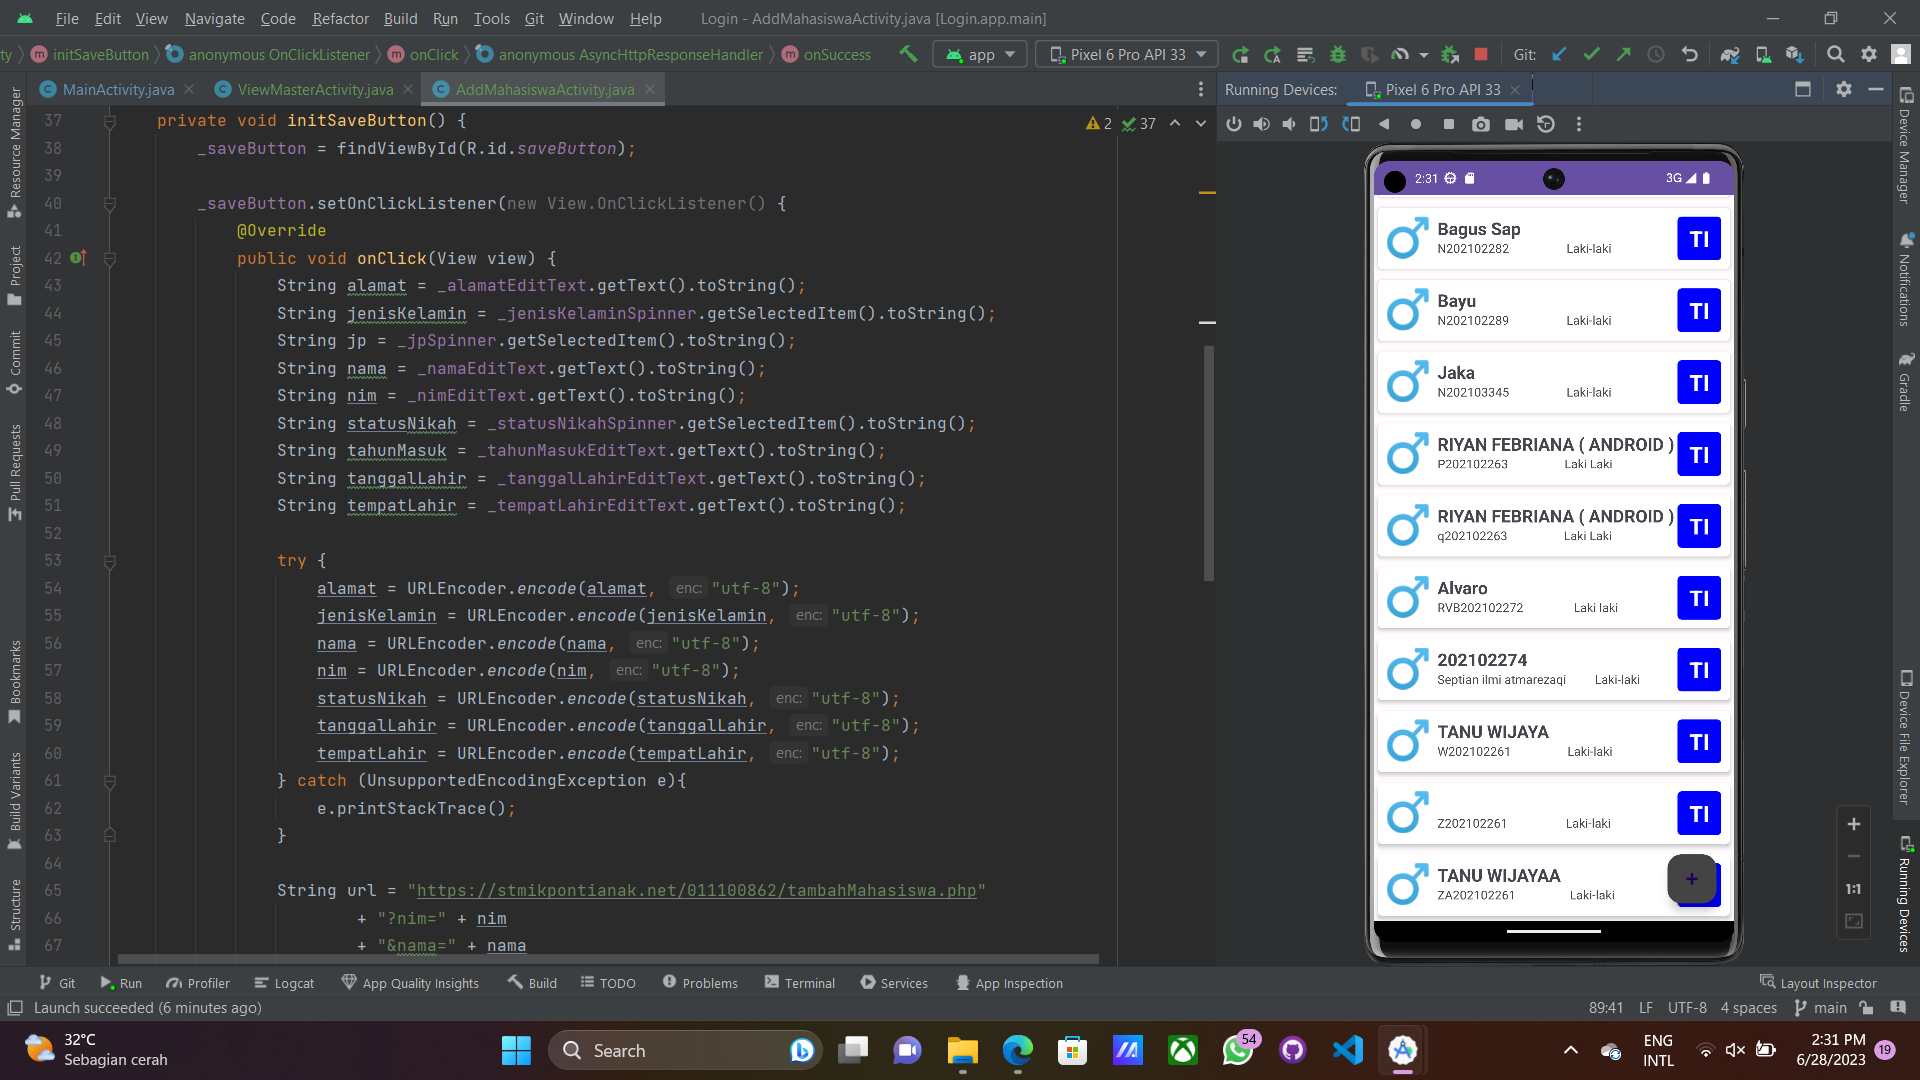 File Edit View Navigate Code Refactor Build Run Tools Git Window Help Login - AddMahasiswaActivity.java [Login.app.main]
ty initSaveButton anonymous OnClickListener onClick anonymous AsyncHttpResponseHandler onSuccess app Pixel 6 Pro API 33 Git:
MainActivity.java ViewMasterActivity.java AddMahasiswaActivity.java
Running Devices: Pixel 6 Pro API 33
2 37
37 private void initSaveButton() {
38 _saveButton = findViewById(R.id.saveButton);
39
40 _saveButton.setOnClickListener(new View.OnClickListener() {
41 @Override
42 public void onClick(View view) {
43 String alamat = _alamatEditText.getText().toString();
44 String jenisKelamin = _jenisKelaminSpinner.getSelectedItem().toString();
45 String jp = _jpSpinner.getSelectedItem().toString();
46 String nama = _namaEditText.getText().toString();
47 String nim = _nimEditText.getText().toString();
48 String statusNikah = _statusNikahSpinner.getSelectedItem().toString();
49 String tahunMasuk = _tahunMasukEditText.getText().toString();
50 String tanggalLahir = _tanggalLahirEditText.getText().toString();
51 String tempatLahir = _tempatLahirEditText.getText().toString();
52
53 try {
54 alamat = URLEncoder.encode(alamat, enc: "utf-8");
55 jenisKelamin = URLEncoder.encode(jenisKelamin, enc: "utf-8");
56 nama = URLEncoder.encode(nama, enc: "utf-8");
57 nim = URLEncoder.encode(nim, enc: "utf-8");
58 statusNikah = URLEncoder.encode(statusNikah, enc: "utf-8");
59 tanggalLahir = URLEncoder.encode(tanggalLahir, enc: "utf-8");
60 tempatLahir = URLEncoder.encode(tempatLahir, enc: "utf-8");
61 } catch (UnsupportedEncodingException e){
62 e.printStackTrace();
63 }
64
65 String url = "https://stmikpontianak.net/011100862/tambahMahasiswa.php"
66 + "?nim=" + nim
67 + "&nama=" + nama
Resource Manager
Project
Commit
Pull Requests
Bookmarks
Build Variants
Structure
2:31 3G
Bagus Sap
N202102282 Laki-laki
TI
Bayu
N202102289 Laki-laki
TI
Jaka
N202103345 Laki-laki
TI
RIYAN FEBRIANA ( ANDROID )
P202102263 Laki Laki
TI
RIYAN FEBRIANA ( ANDROID )
q202102263 Laki Laki
TI
Alvaro
RVB202102272 Laki laki
TI
202102274
Septian ilmi atmarezaqi Laki-laki
TI
TANU WIJAYA
W202102261 Laki-laki
TI
Z202102261 Laki-laki
TI
TANU WIJAYAA
ZA202102261 Laki-laki
+
1:1
Device Manager
Notifications
Gradle
Device File Explorer
Running Devices
Git Run Profiler Logcat App Quality Insights Build TODO Problems Terminal Services App Inspection Layout Inspector
Launch succeeded (6 minutes ago) 89:41 LF UTF-8 4 spaces main
32°C
Sebagian cerah
Search
54
ENG
INTL
2:31 PM
6/28/2023
19